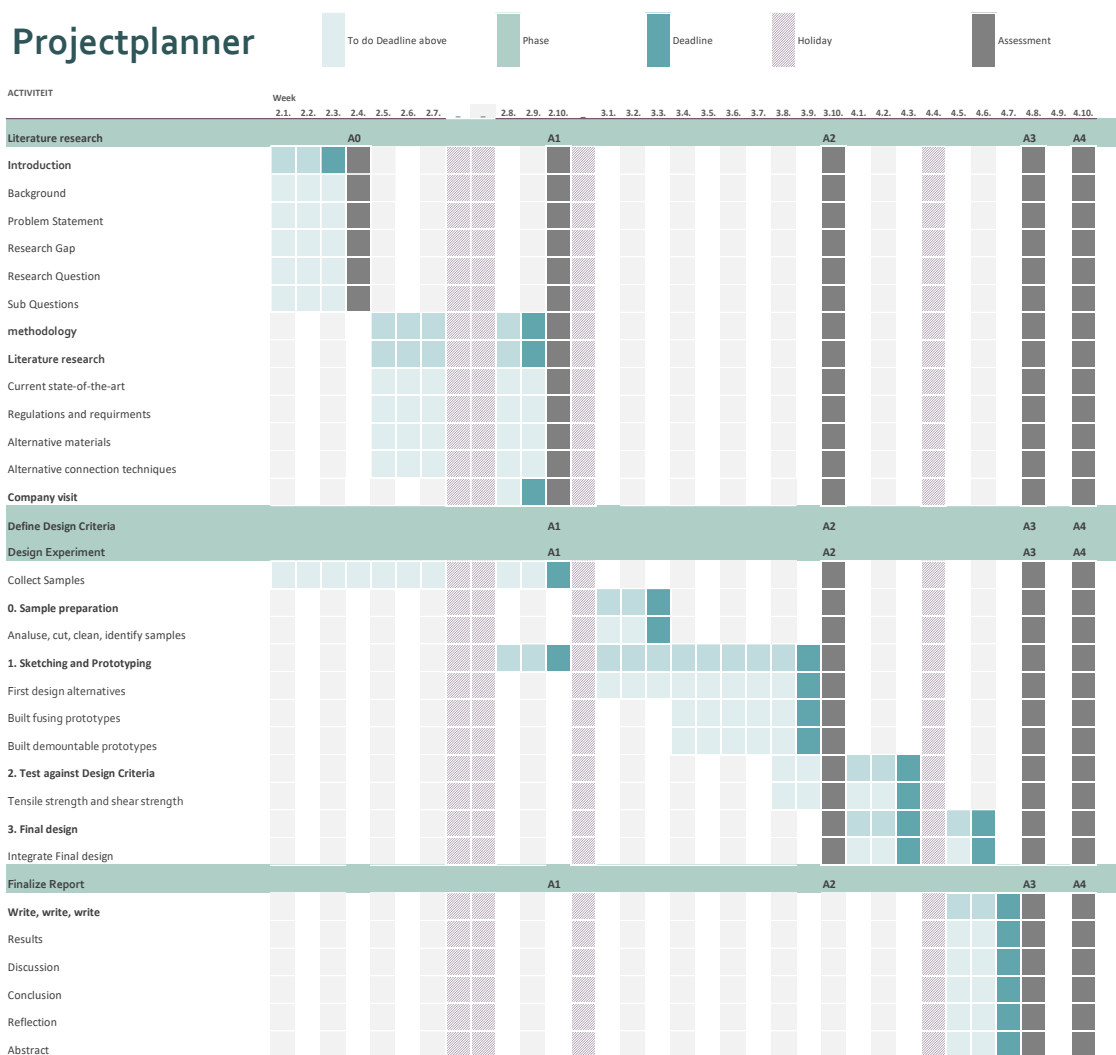 Projectplanner
To do Deadline above Phase Deadline Holiday Assessment
ACTIVITEIT
Week
2.1. 2.2. 2.3. 2.4. 2.5. 2.6. 2.7. _ _ 2.8. 2.9. 2.10. _ 3.1. 3.2. 3.3. 3.4. 3.5. 3.6. 3.7. 3.8. 3.9. 3.10. 4.1. 4.2. 4.3. 4.4. 4.5. 4.6. 4.7. 4.8. 4.9. 4.10.
Literature research A0 A1 A2 A3 A4
Introduction
Background
Problem Statement
Research Gap
Research Question
Sub Questions
methodology
Literature research
Current state-of-the-art
Regulations and requirments
Alternative materials
Alternative connection techniques
Company visit
Define Design Criteria A1 A2 A3 A4
Design Experiment A1 A2 A3 A4
Collect Samples
0. Sample preparation
Analuse, cut, clean, identify samples
1. Sketching and Prototyping
First design alternatives
Built fusing prototypes
Built demountable prototypes
2. Test against Design Criteria
Tensile strength and shear strength
3. Final design
Integrate Final design
Finalize Report A1 A2 A3 A4
Write, write, write
Results
Discussion
Conclusion
Reflection
Abstract